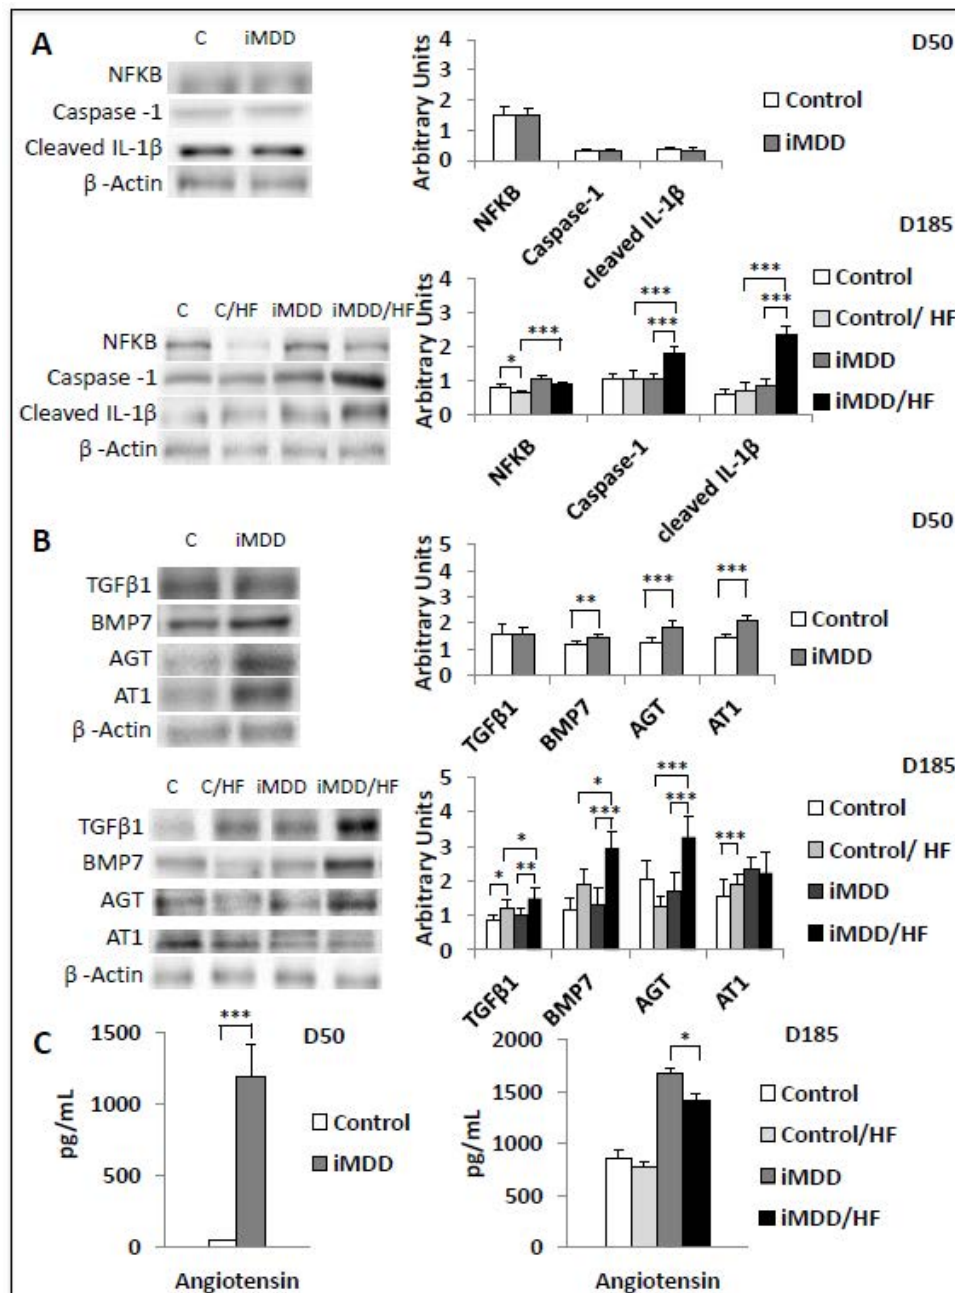 A
C iMDD
NFKB
Caspase -1
Cleaved IL-1β
β -Actin
D50
Arbitrary Units
4
3
2
1
0
Control
iMDD
NFKB
Caspase-1
cleaved IL-1β
C C/HF iMDD iMDD/HF
NFKB
Caspase -1
Cleaved IL-1β
β -Actin
D185
Arbitrary Units
4
3
2
1
0
* *** *** *** *** ***
Control
Control/ HF
iMDD
iMDD/HF
NFKB
Caspase-1
cleaved IL-1β
B
C iMDD
TGFβ1
BMP7
AGT
AT1
β -Actin
D50
Arbitrary Units
5
4
3
2
1
0
** *** ***
Control
iMDD
TGFβ1
BMP7
AGT
AT1
C C/HF iMDD iMDD/HF
TGFβ1
BMP7
AGT
AT1
β -Actin
D185
Arbitrary Units
5
4
3
2
1
0
* ** * * *** *** *** ***
Control
Control/ HF
iMDD
iMDD/HF
TGFβ1
BMP7
AGT
AT1
C
D50
pg/mL
1500
1000
500
0
***
Control
iMDD
Angiotensin
D185
pg/mL
2000
1500
1000
500
0
*
Control
Control/HF
iMDD
iMDD/HF
Angiotensin